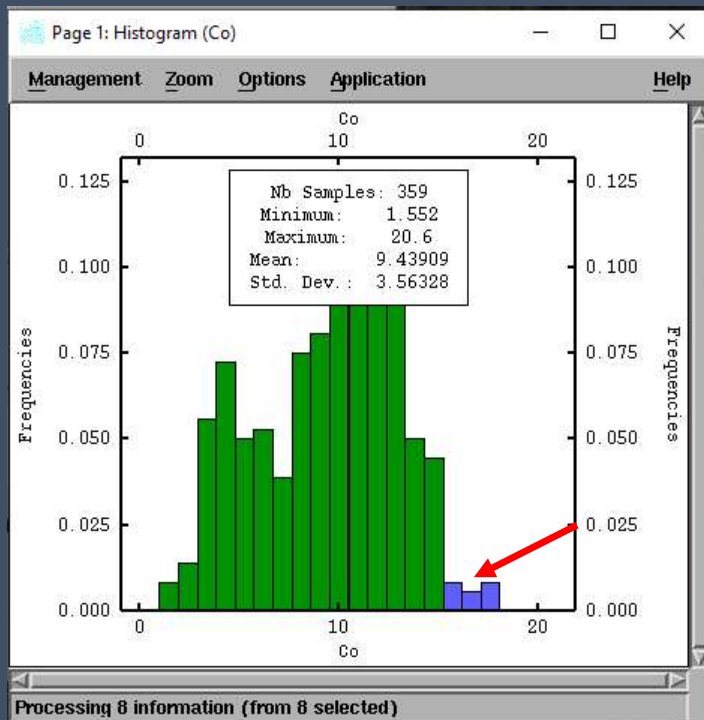 Page 1: Histogram (Co)
Management Zoom Options Application Help
Co
0 10 20
0.125 0.125
0.100 0.100
0.075 0.075
0.050 0.050
0.025 0.025
0.000 0.000
Frequencies
Frequencies
Nb Samples: 359
Minimum: 1.552
Maximum: 20.6
Mean: 9.43909
Std. Dev.: 3.56328
0 10 20
Co
Processing 8 information (from 8 selected)